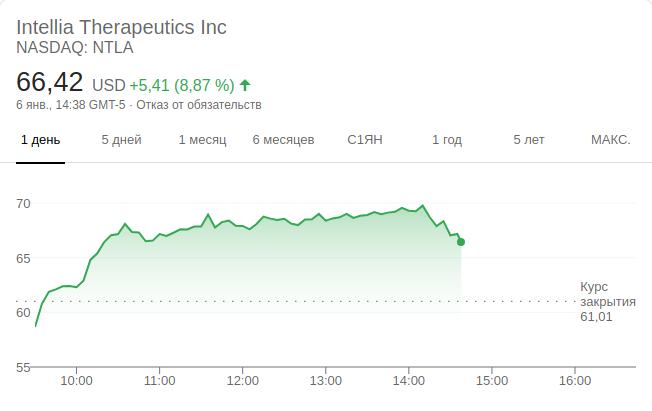 Intellia Therapeutics Inc
NASDAQ: NTLA
66,42 USD +5,41 (8,87 %)
6 янв., 14:38 GMT-5 · Отказ от обязательств
1 день 5 дней 1 месяц 6 месяцев С1ЯН 1 год 5 лет МАКС.
70
65
60
55
Курс
закрытия
61,01
10:00 11:00 12:00 13:00 14:00 15:00 16:00